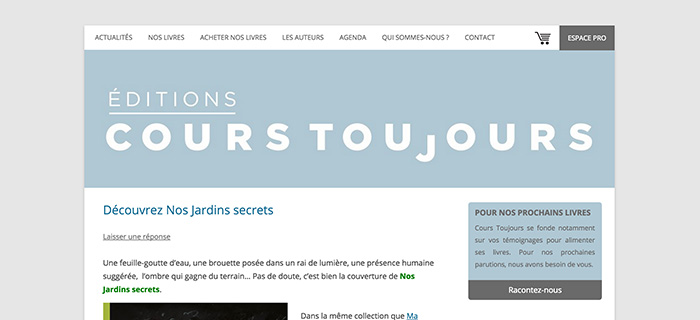 ACTUALITÉS NOS LIVRES ACHETER NOS LIVRES LES AUTEURS AGENDA QUI SOMMES-NOUS ? CONTACT ESPACE PRO
ÉDITIONS
COURS TOUJOURS
Découvrez Nos Jardins secrets
Laisser une réponse
Une feuille-goutte d'eau, une brouette posée dans un rai de lumière, une présence humaine
suggérée, l'ombre qui gagne du terrain... Pas de doute, c'est bien la couverture de Nos
Jardins secrets.
Dans la même collection que Ma
POUR NOS PROCHAINS LIVRES
Cours Toujours se fonde notamment
sur vos témoignages pour alimenter
ses livres. Pour nos prochaines
parutions, nous avons besoin de vous.
Racontez-nous